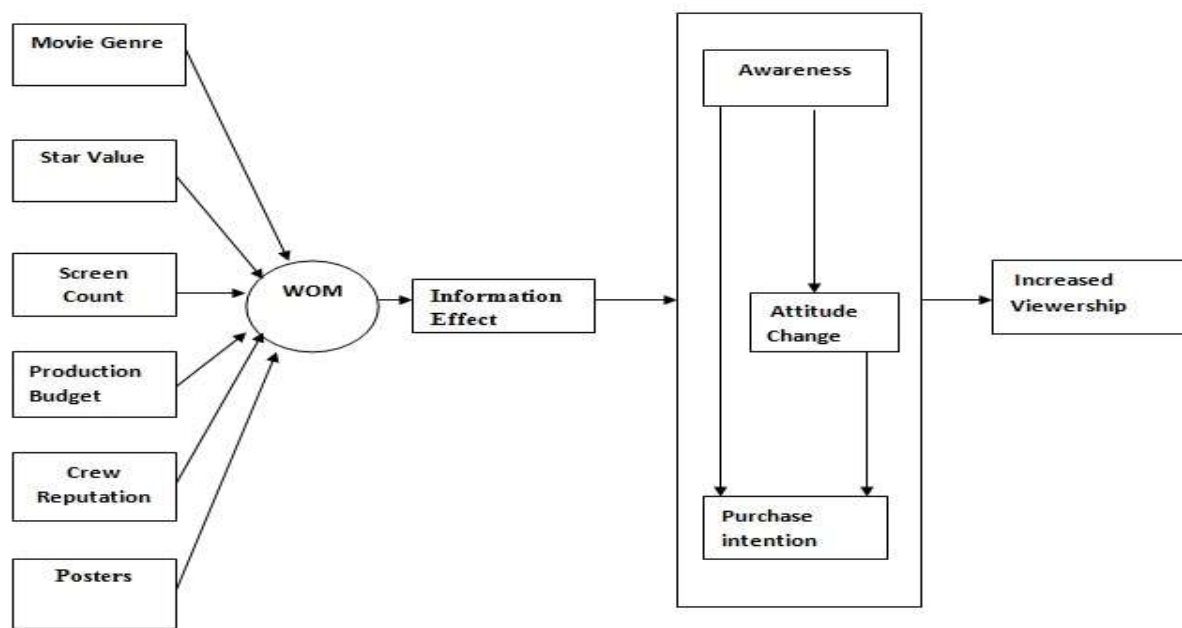 Movie Genre
Star Value
Screen
Count
Production
Budget
Crew
Reputation
Posters
WOM
Information
Effect
Awareness
Attitude
Change
Purchase
intention
Increased
Viewership